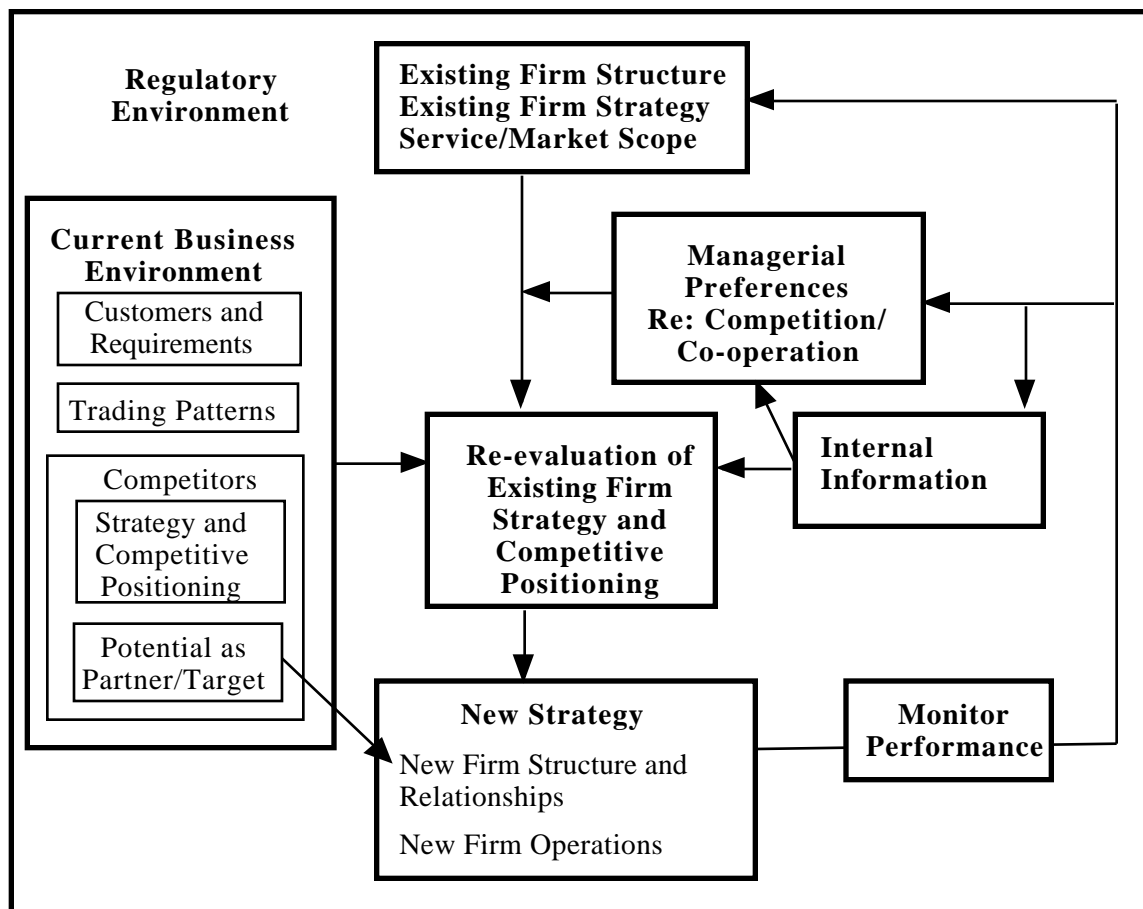 Regulatory
Environment
Existing Firm Structure
Existing Firm Strategy
Service/Market Scope
Current Business
Environment
Customers and
Requirements
Trading Patterns
Competitors
Strategy and
Competitive
Positioning
Potential as
Partner/Target
Managerial
Preferences
Re: Competition/
Co-operation
Re-evaluation of
Existing Firm
Strategy and
Competitive
Positioning
Internal
Information
New Strategy
New Firm Structure and
Relationships
New Firm Operations
Monitor
Performance